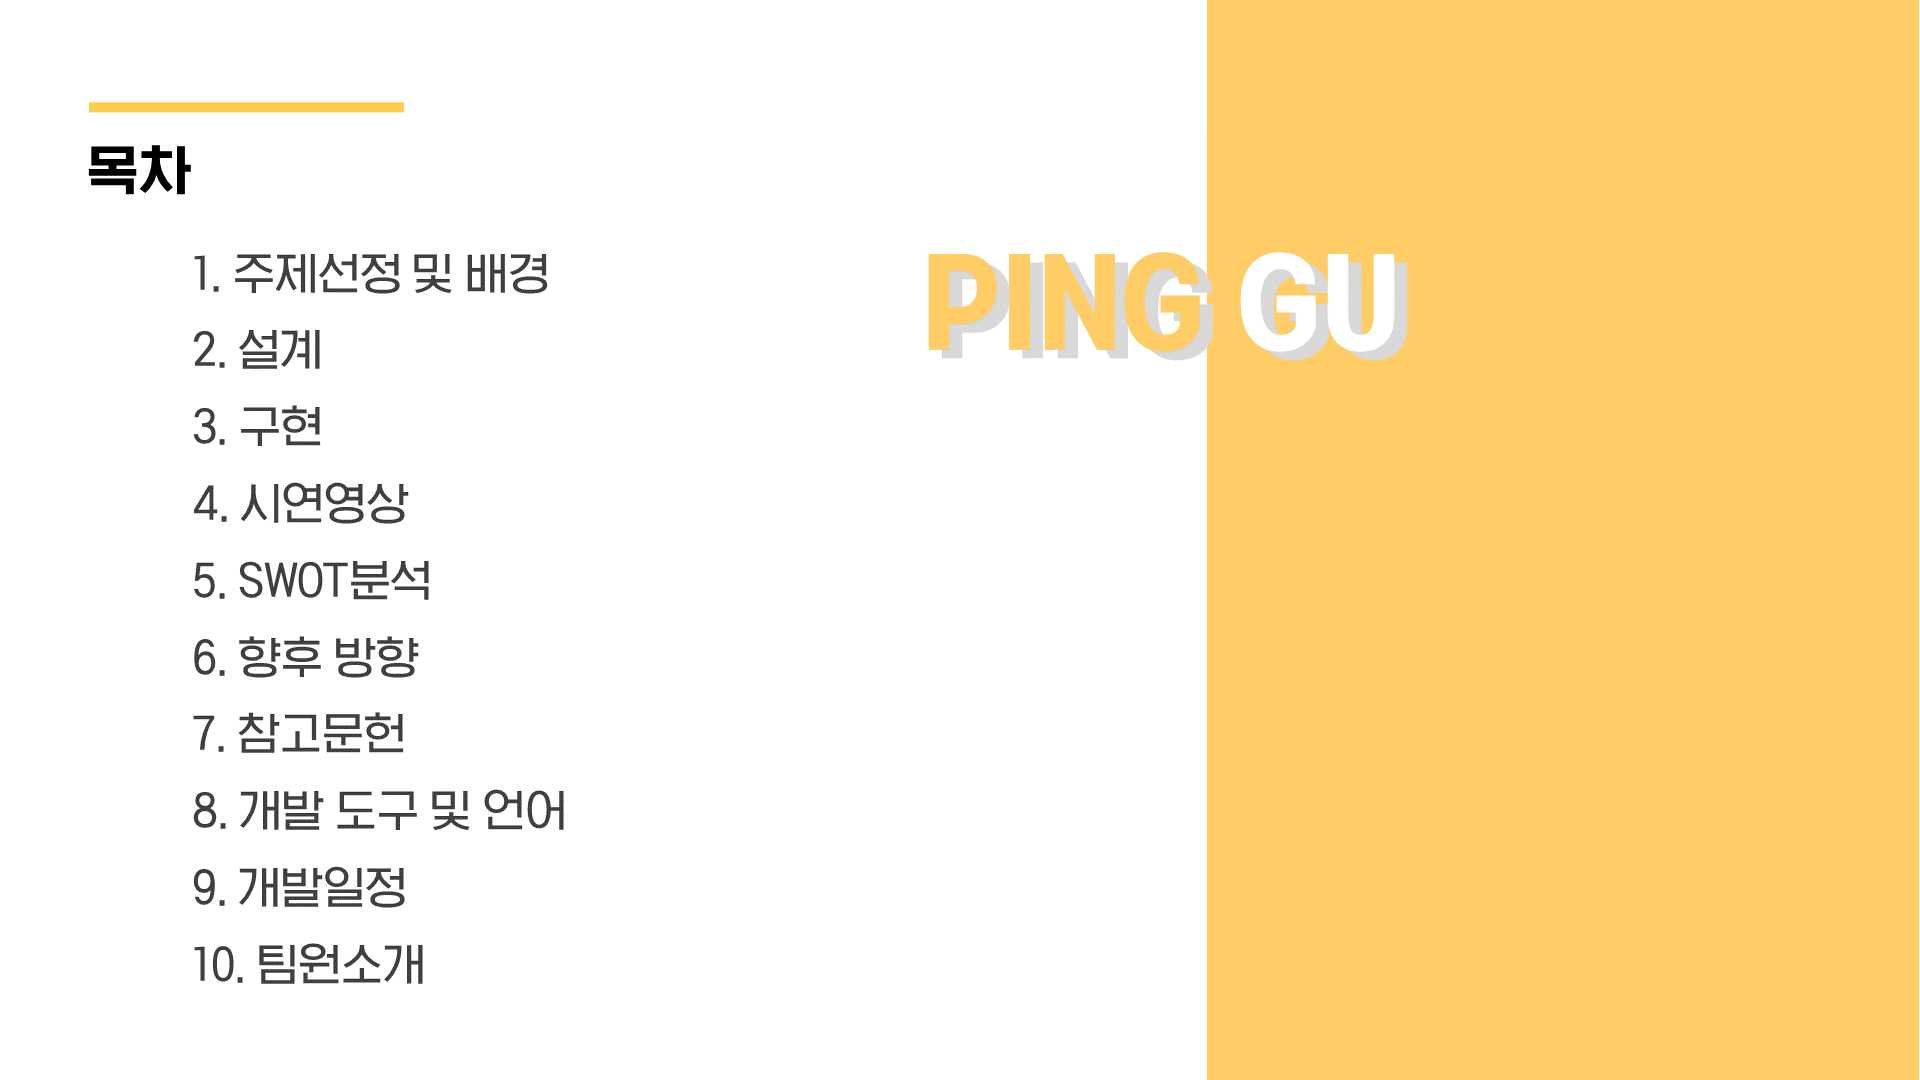 목차
1. 주제선정 및 배경
2. 설계
3. 구현
4. 시연영상
5. SWOT분석
6. 향후 방향
7. 참고문헌
8. 개발 도구 및 언어
9. 개발일정
10. 팀원소개
PING GU